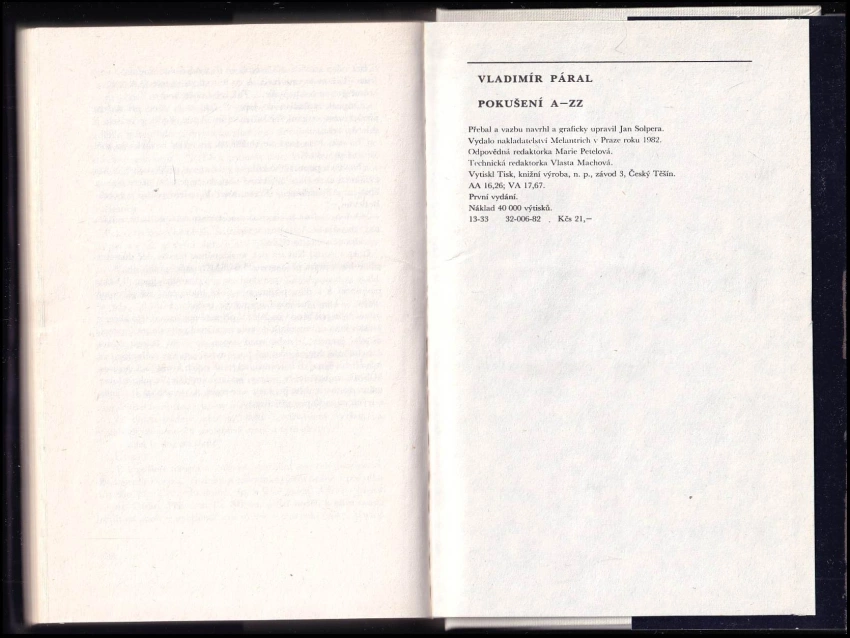 VLADIMÍR PÁRAL
POKUŠENÍ A—ZZ
Přebal a vazbu navrhl a graficky upravil Jan Solpera.
Vydalo nakladatelství Melantrich v Praze roku 1982.
Odpovědná redaktorka Marie Petelová.
Technická redaktorka Vlasta Machová.
Vytiskl Tisk, knižní výroba, n. p., závod 3, Český Těšín.
AA 16,26; VA 17,67.
První vydání.
Náklad 40 000 výtisků.
13-33 32-006-82 . Kčs 21,—